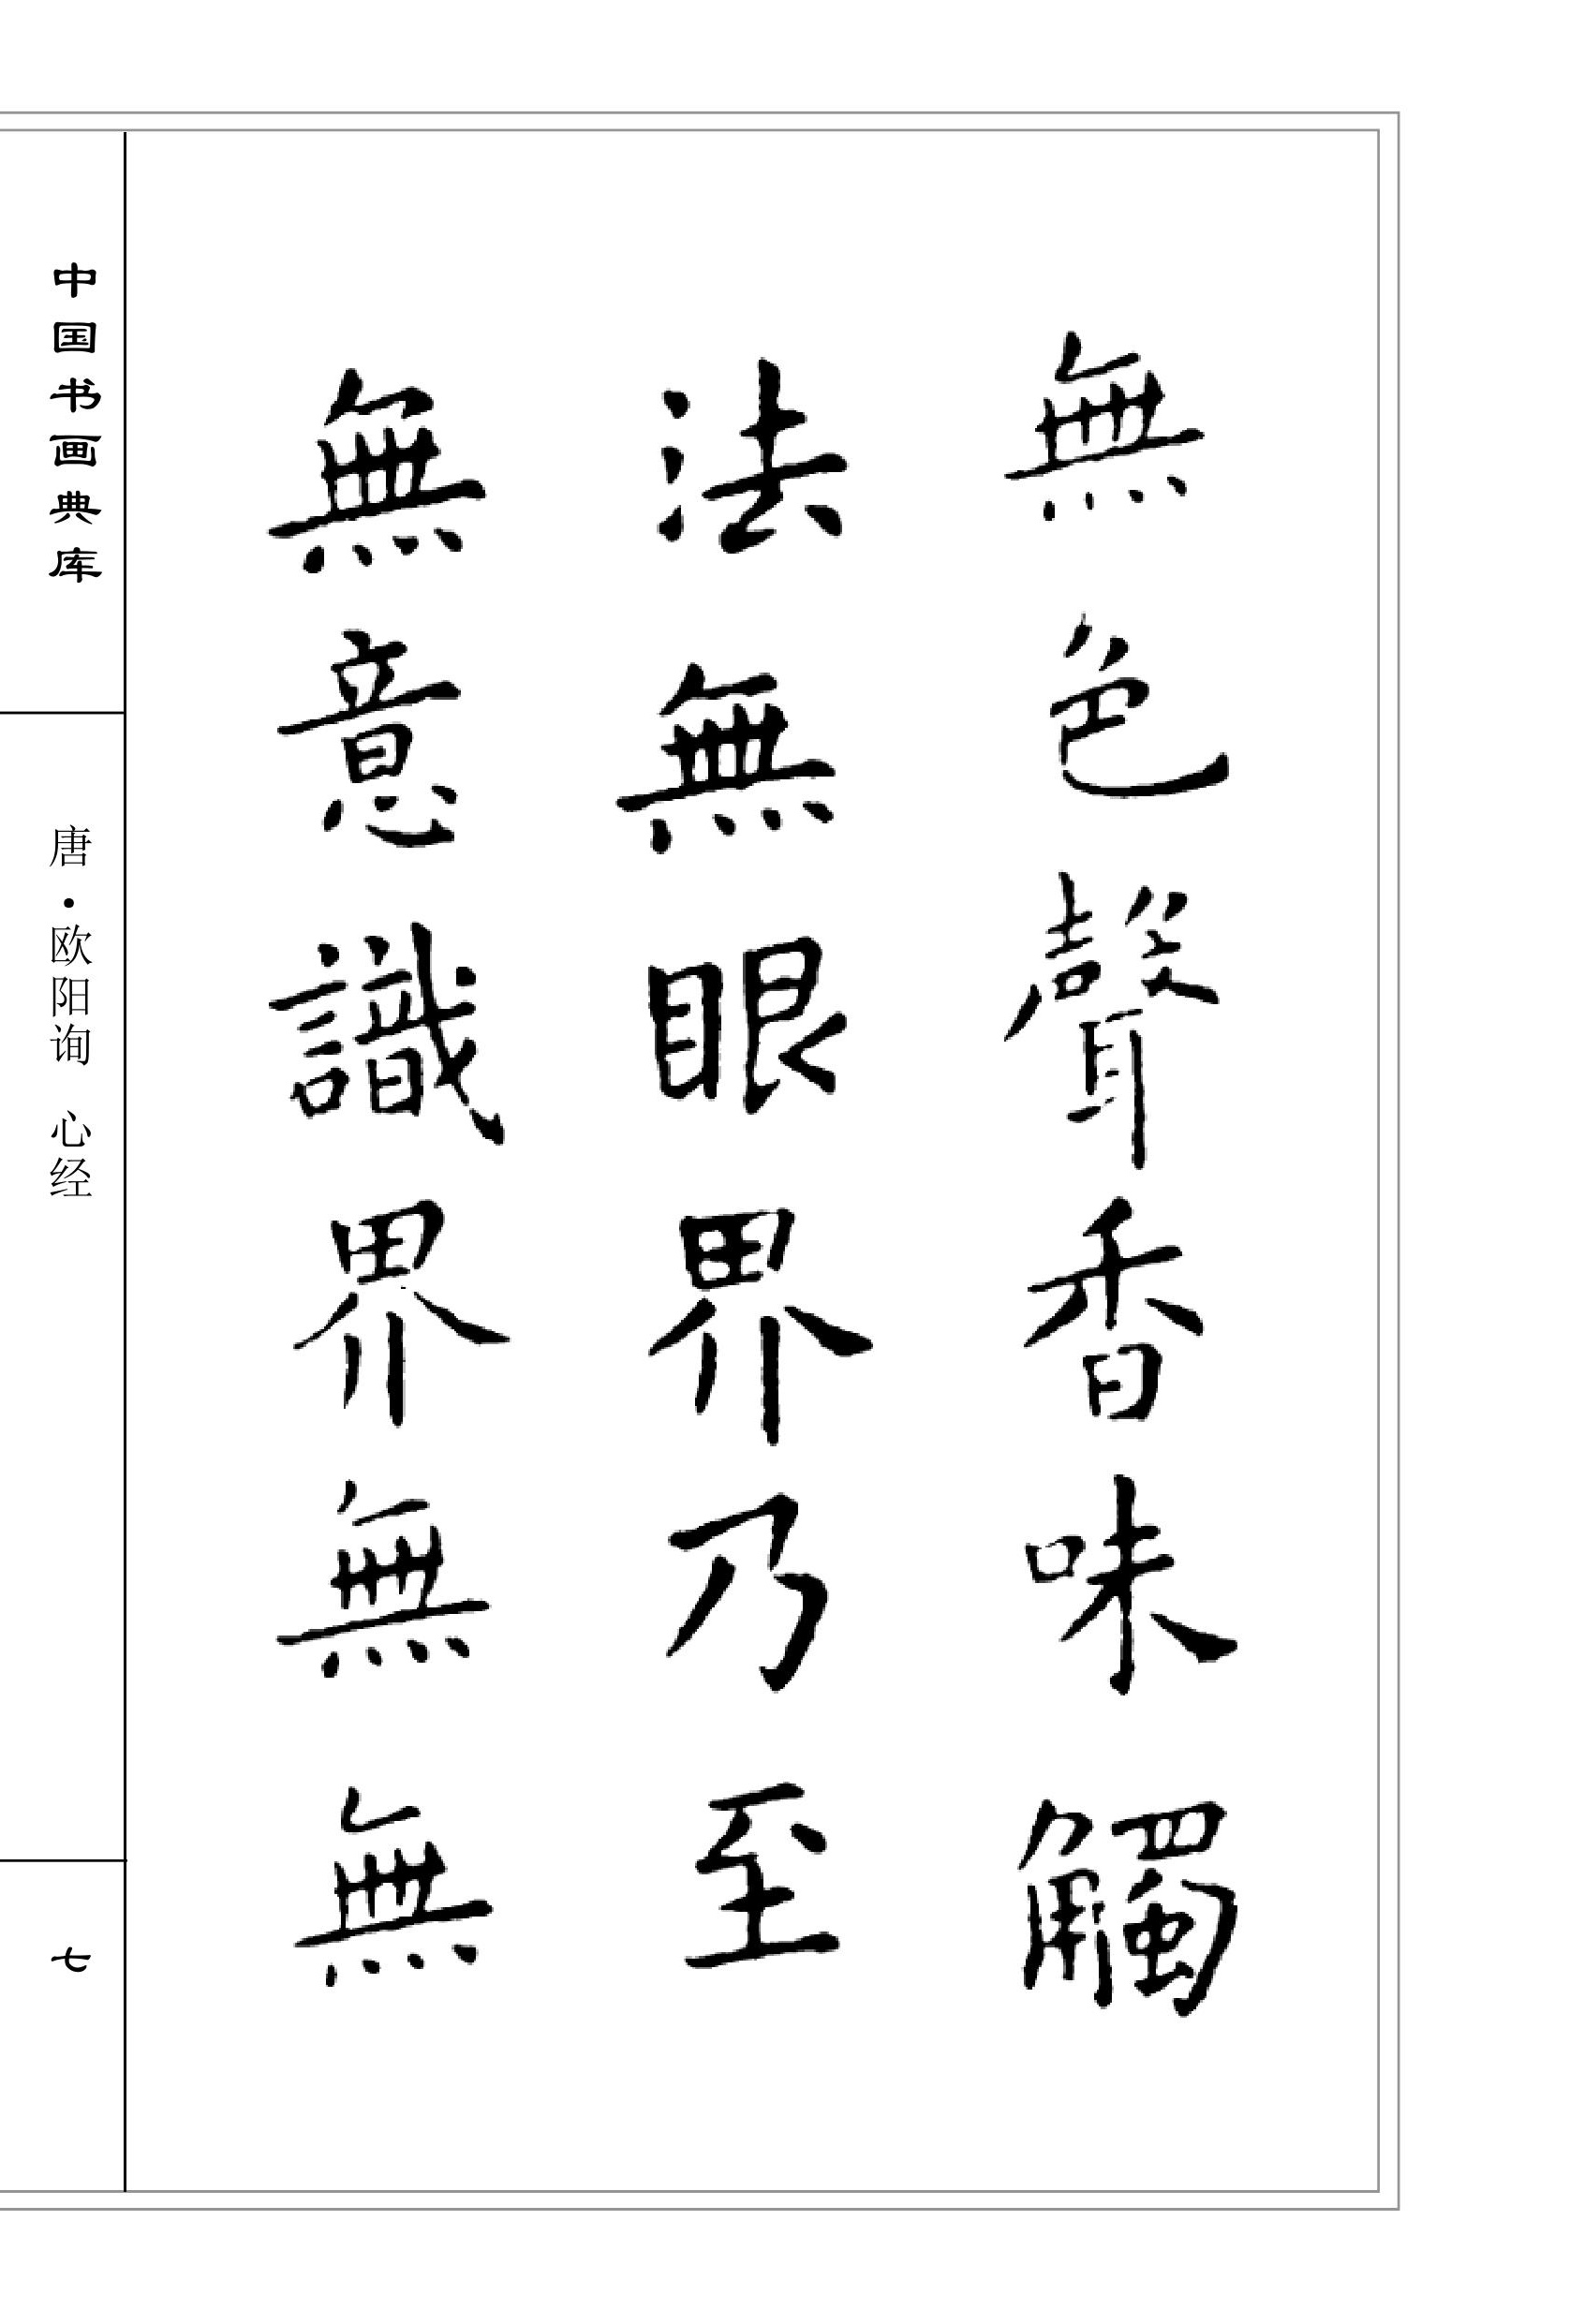 無色聲香味觸
法無眼界乃至
無意識界無無
中国书画典库
唐·欧阳询 心经
七